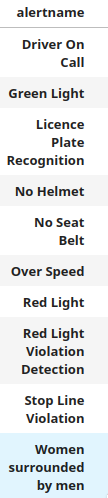 alertname
Driver On
Call
Green Light
Licence
Plate
Recognition
No Helmet
No Seat
Belt
Over Speed
Red Light
Red Light
Violation
Detection
Stop Line
Violation
Women
surrounded
by men